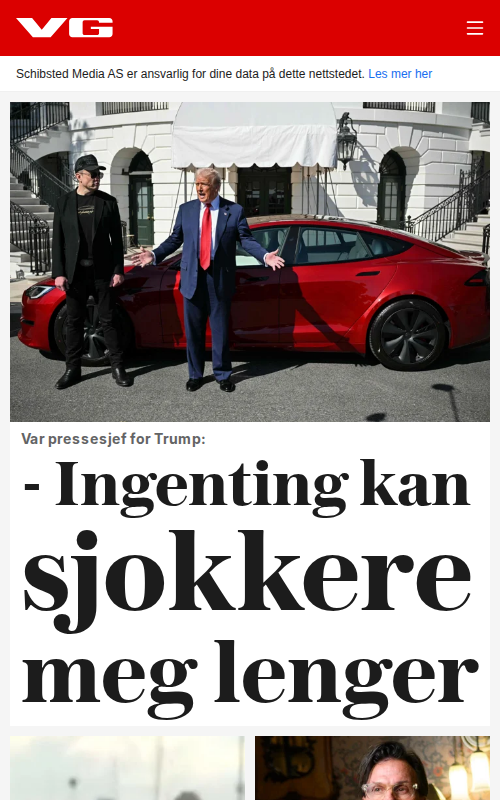 VG
Schibsted Media AS er ansvarlig for dine data på dette nettstedet. Les mer her
Var pressesjef for Trump:
- Ingenting kan
sjokkere
meg lenger